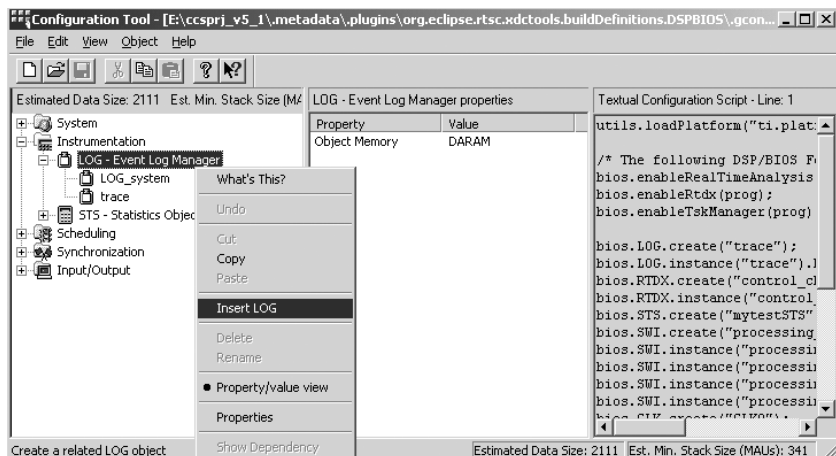 Configuration Tool - [E:\ccsprj_v5_1\.metadata\.plugins\org.eclipse.rtsc.xdctools.buildDefinitions.DSPBIOS\.gcon...
File Edit View Object Help
Estimated Data Size: 2111 Est. Min. Stack Size (MA
System
Instrumentation
LOG - Event Log Manager
LOG_system
trace
STS - Statistics Objec
Scheduling
Synchronization
Input/Output
What's This?
Undo
Cut
Copy
Paste
Insert LOG
Delete
Rename
Property/value view
Properties
Show Dependency
LOG - Event Log Manager properties
Property Value
Object Memory DARAM
Textual Configuration Script - Line: 1
utils.loadPlatform("ti.plat
/* The following DSP/BIOS F
bios.enableRealTimeAnalysis
bios.enableRtdx(prog);
bios.enableTskManager(prog)
bios.LOG.create("trace");
bios.LOG.instance("trace").
bios.RTDX.create("control_c
bios.RTDX.instance("control_
bios.STS.create("mytestSTS"
bios.SWI.create("processing_
bios.SWI.instance("processi
bios.SWI.instance("processi
bios.SWI.instance("processi
bios.SWI.instance("processi
bios.CLK.create("CLK0");
Create a related LOG object
Estimated Data Size: 2111 Est. Min. Stack Size (MAUs): 341